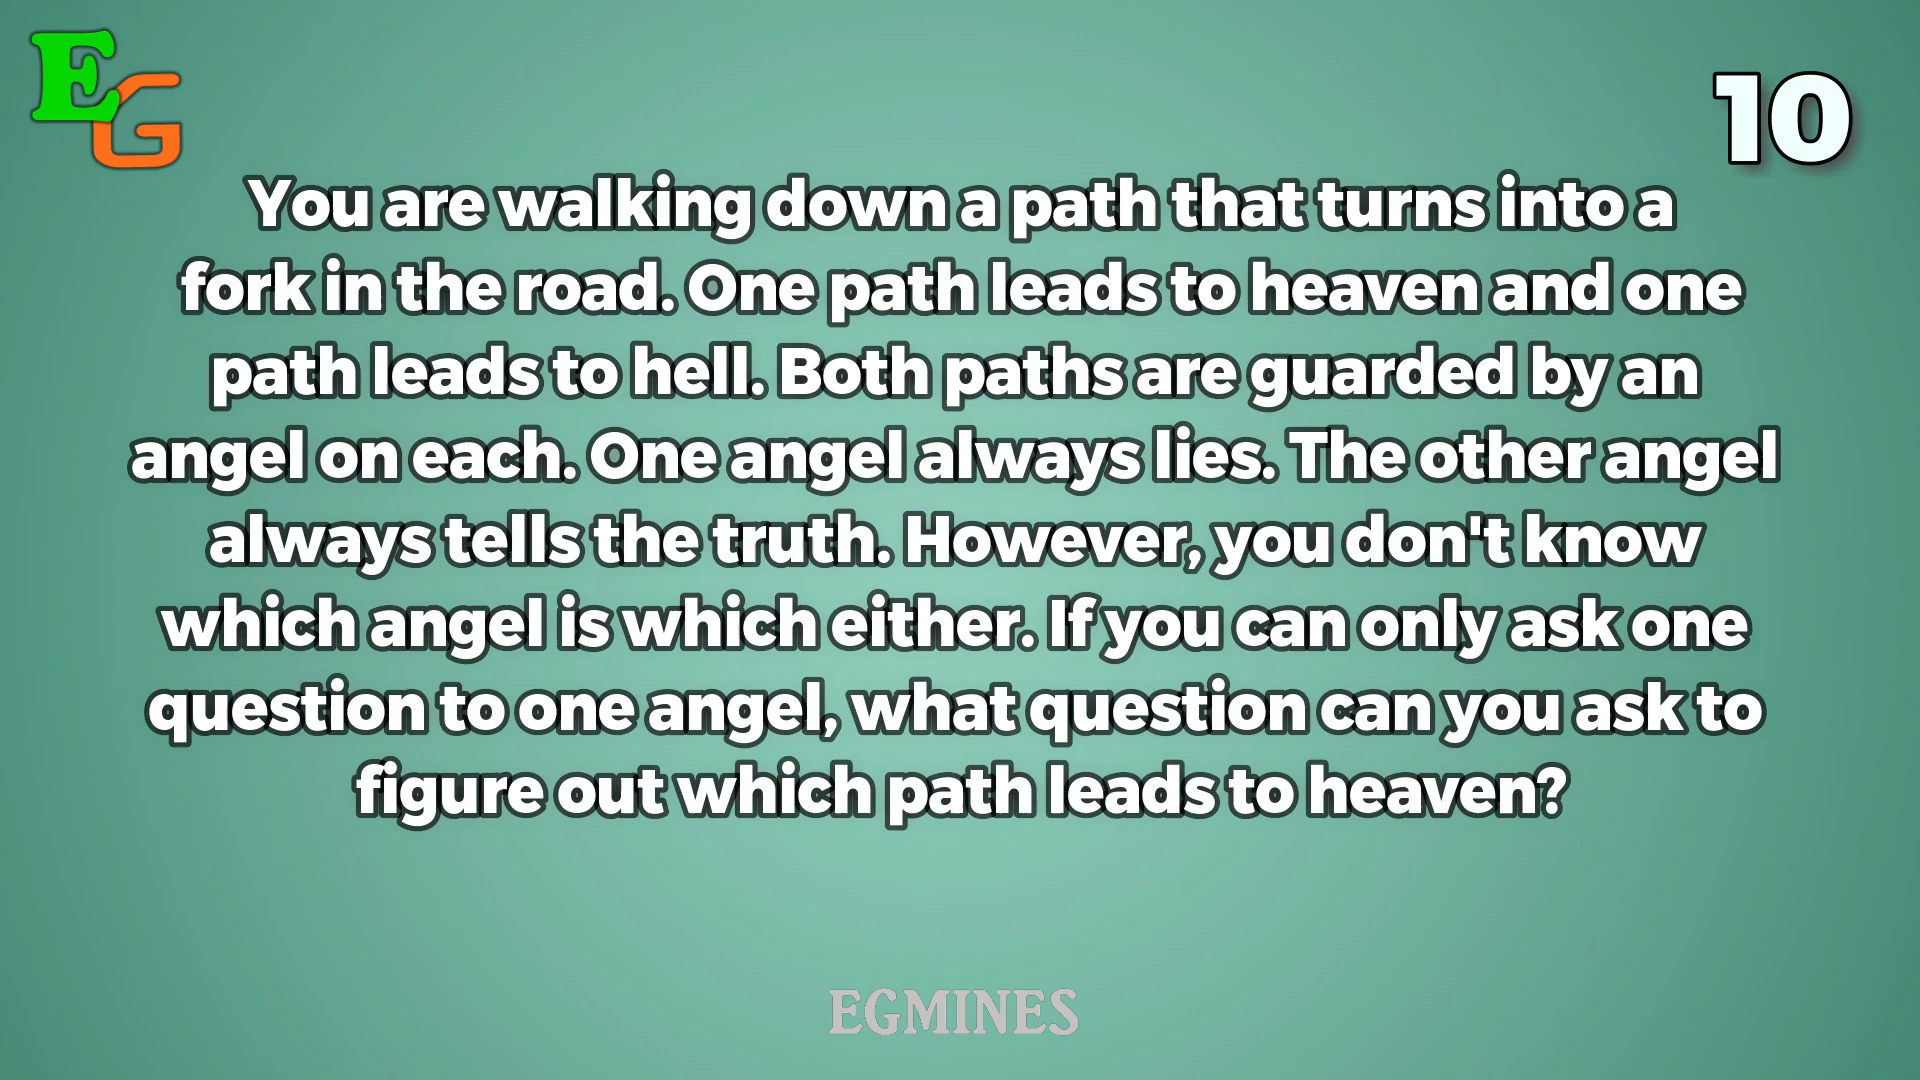 EG
10
You are walking down a path that turns into a
fork in the road. One path leads to heaven and one
path leads to hell. Both paths are guarded by an
angel on each. One angel always lies. The other angel
always tells the truth. However, you don't know
which angel is which either. If you can only ask one
question to one angel, what question can you ask to
figure out which path leads to heaven?
EGMINES